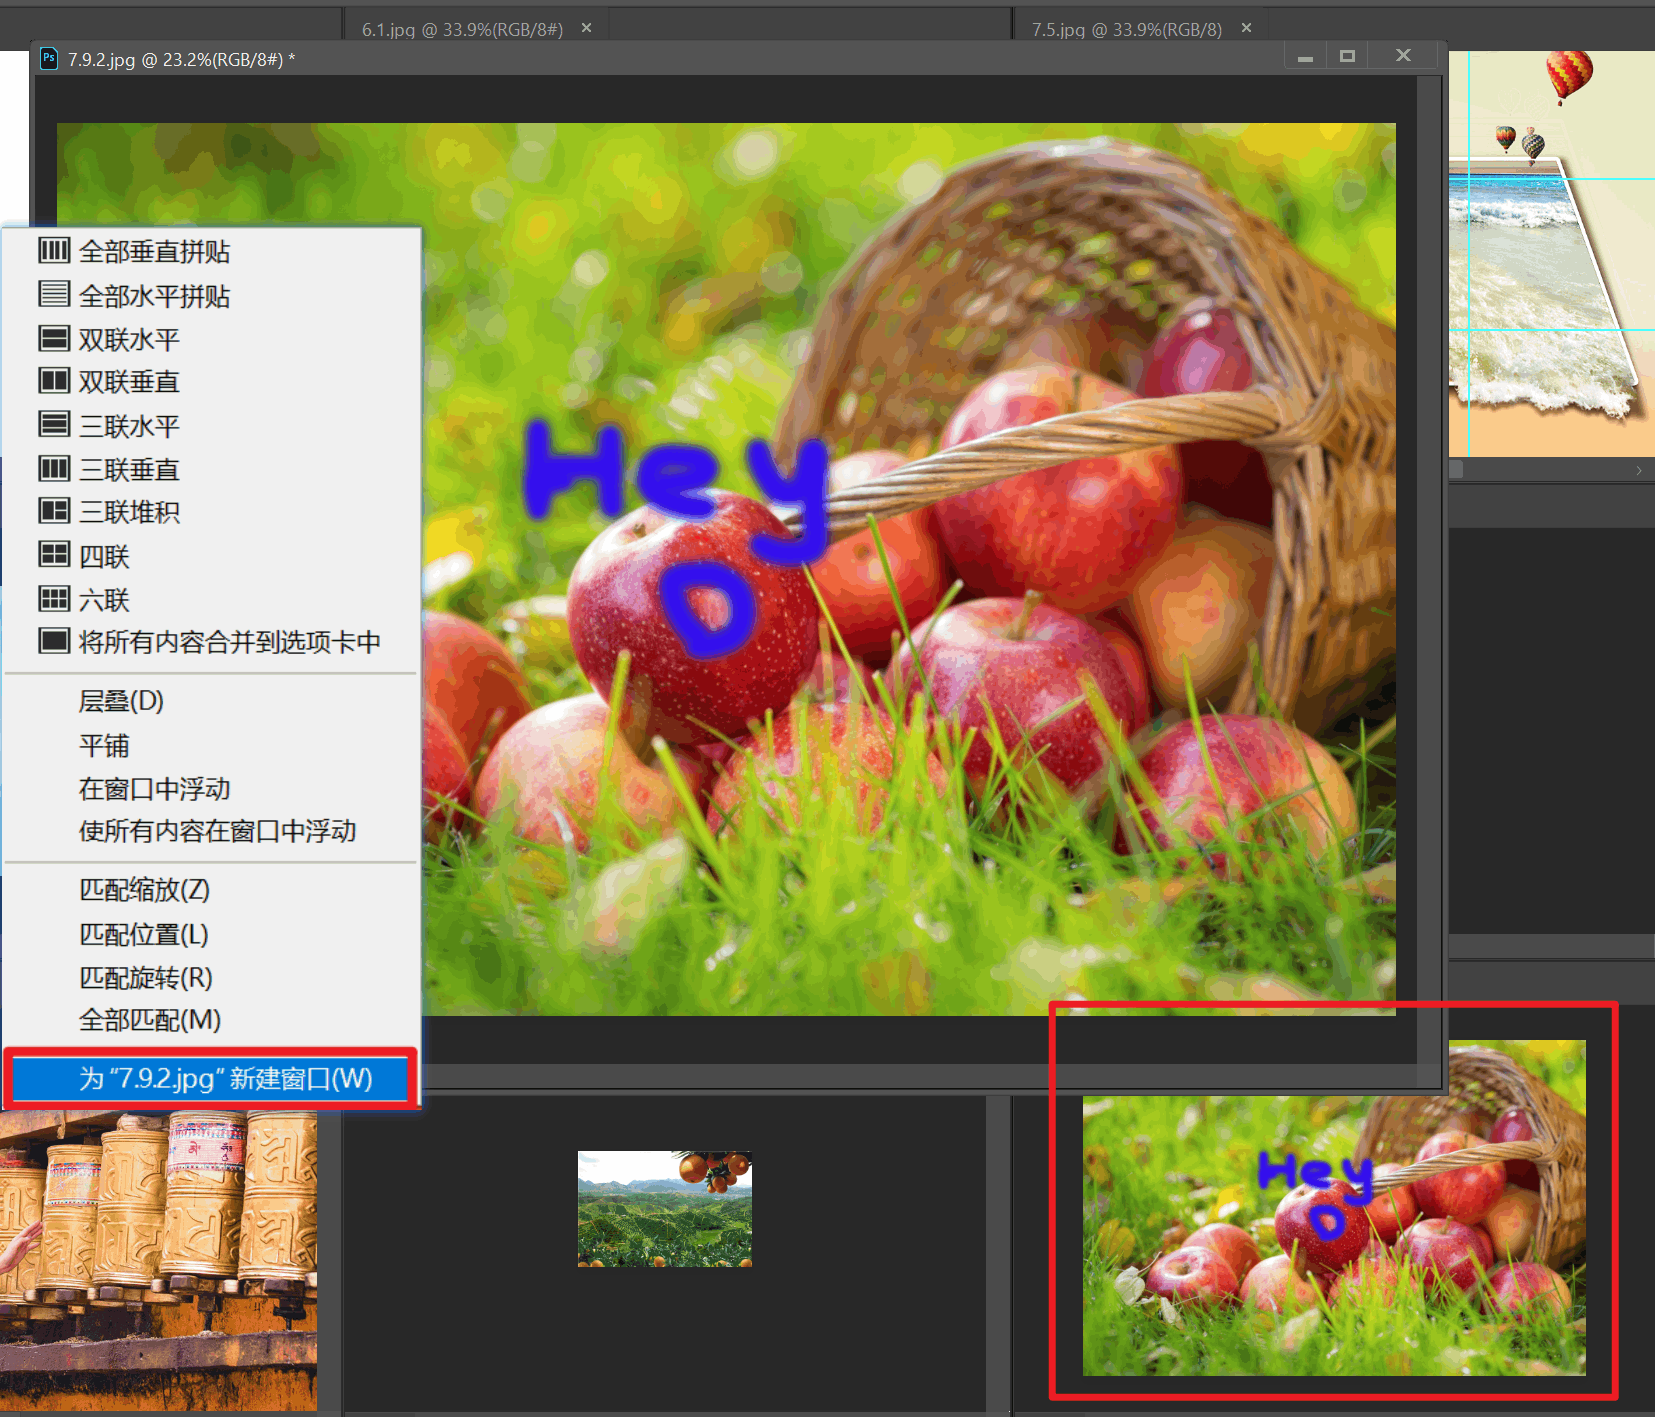 6.1.jpg @ 33.9%(RGB/8#) ×
7.5.jpg @ 33.9%(RGB/8) ×
Ps 7.9.2.jpg @ 23.2%(RGB/8#) *
全部垂直拼贴
全部水平拼贴
双联水平
双联垂直
三联水平
三联垂直
三联堆积
四联
六联
将所有内容合并到选项卡中
层叠(D)
平铺
在窗口中浮动
使所有内容在窗口中浮动
匹配缩放(Z)
匹配位置(L)
匹配旋转(R)
全部匹配(M)
为 “7.9.2.jpg” 新建窗口(W)
Hey
O
Hey
O